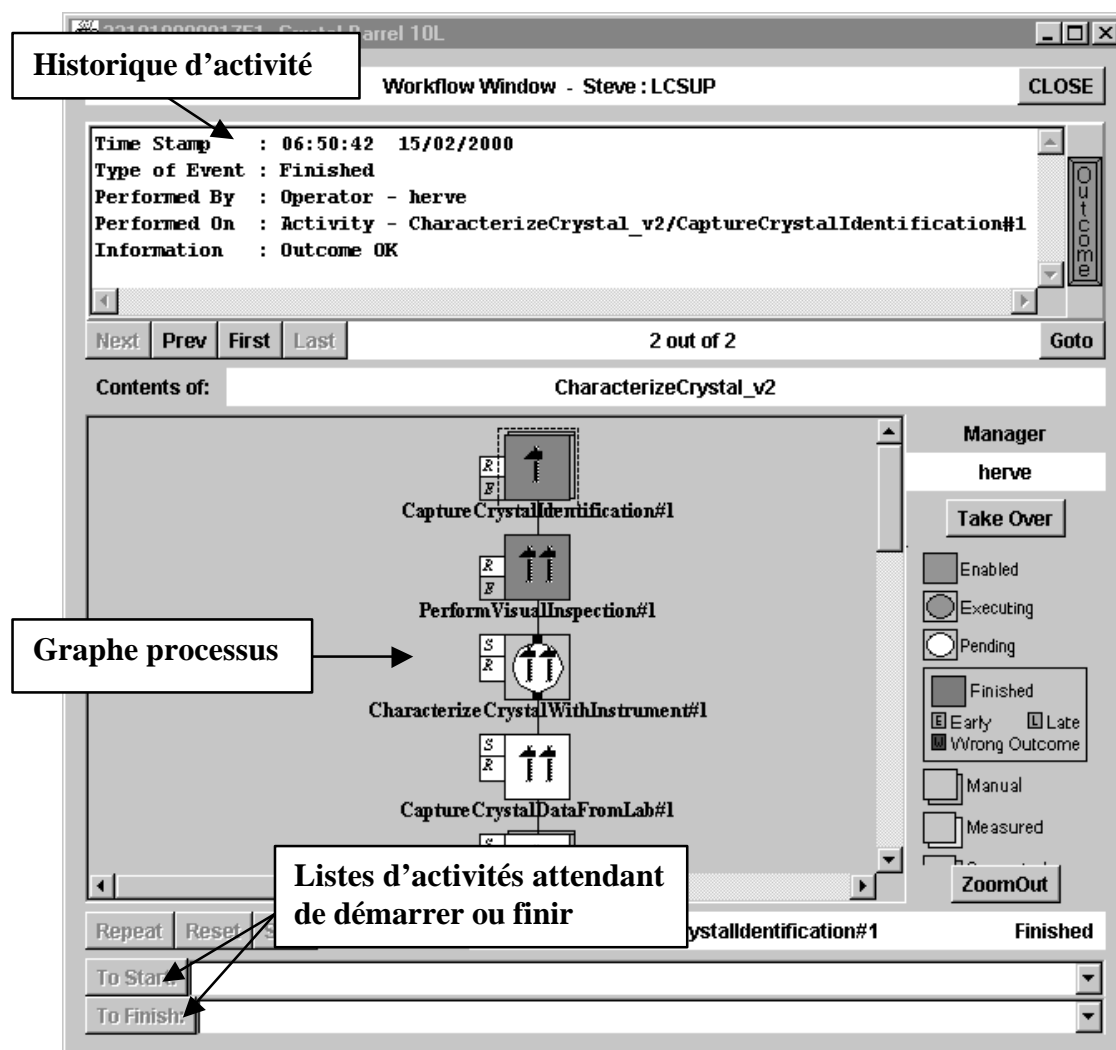 Barrel 10L
Historique d’activité
Workflow Window - Steve : LCSUP
CLOSE
Time Stamp : 06:50:42 15/02/2000
Type of Event : Finished
Performed By : Operator - herve
Performed On : Activity - CharacterizeCrystal_v2/CaptureCrystalIdentification#1
Information : Outcome OK
Outcome
Next Prev First Last
2 out of 2
Goto
Contents of:
CharacterizeCrystal_v2
R
E
CaptureCrystalIdentification#1
R
E
PerformVisualInspection#1
Graphe processus
S
R
CharacterizeCrystalWithInstrument#1
S
R
CaptureCrystalDataFromLab#1
S
Manager
herve
Take Over
Enabled
Executing
Pending
Finished
E Early L Late
W Wrong Outcome
Manual
Measured
ZoomOut
Listes d’activités attendant
de démarrer ou finir
Repeat Reset
rystalIdentification#1
Finished
To Start:
To Finish: